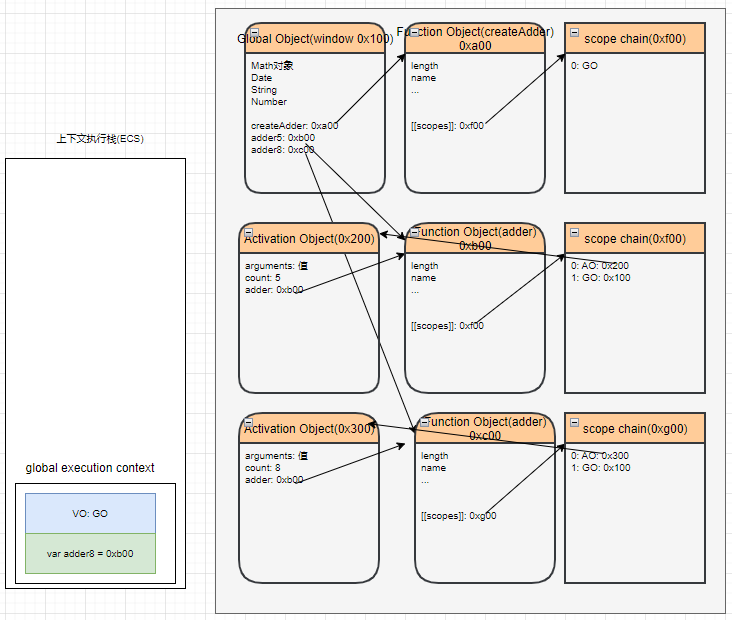 上下文执行栈(ECS)
global execution context
VO: GO
var adder8 = 0xb00
Global Object(window 0x100)
Math对象
Date
String
Number
createAdder: 0xa00
adder5: 0xb00
adder8: 0xc00
Function Object(createAdder)
0xa00
length
name
...
[[scopes]]: 0xf00
scope chain(0xf00)
0: GO
Activation Object(0x200)
arguments: 值
count: 5
adder: 0xb00
Function Object(adder)
0xb00
length
name
...
[[scopes]]: 0xf00
scope chain(0xf00)
0: AO: 0x200
1: GO: 0x100
Activation Object(0x300)
arguments: 值
count: 8
adder: 0xb00
Function Object(adder)
0xc00
length
name
...
[[scopes]]: 0xg00
scope chain(0xg00)
0: AO: 0x300
1: GO: 0x100